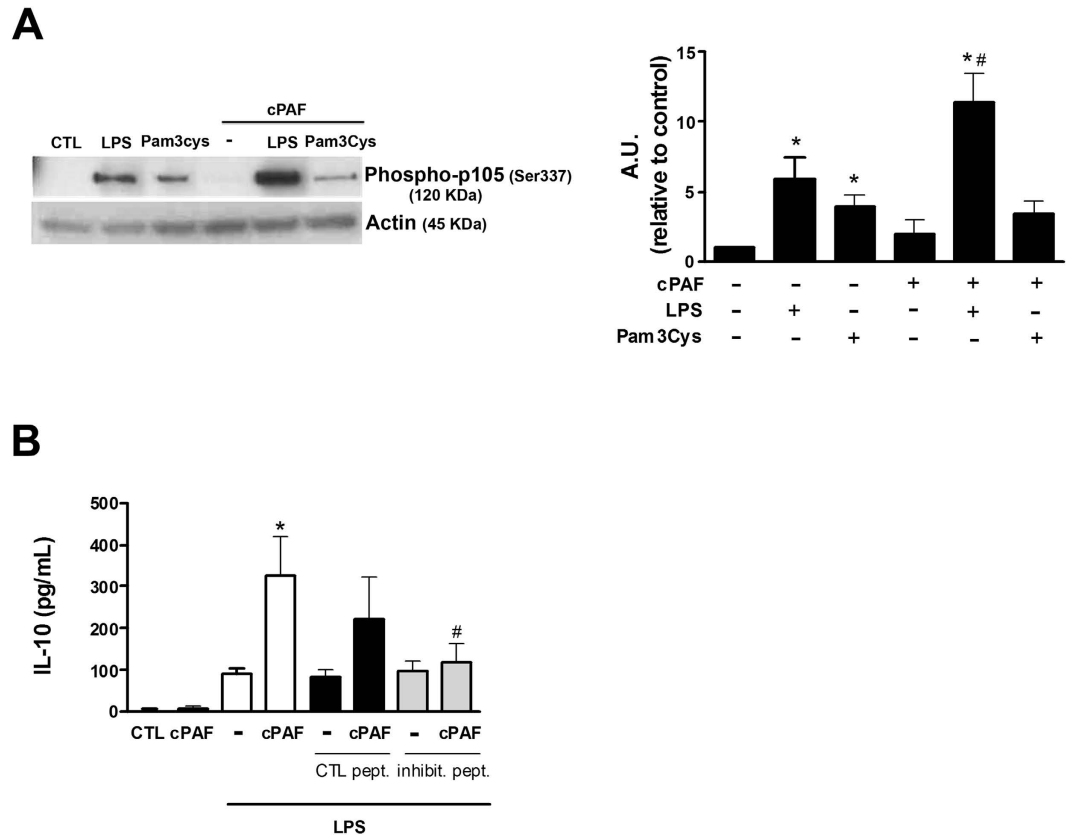 A
cPAF
CTL LPS Pam3cys - LPS Pam3Cys
Phospho-p105 (Ser337)
(120 KDa)
Actin (45 KDa)
A.U.
(relative to control)
15
10
5
0
* * * #
cPAF - - - + + +
LPS - + - - + -
Pam3Cys - - + - - +
B
IL-10 (pg/mL)
500
400
300
200
100
0
* #
CTL cPAF - cPAF - cPAF - cPAF
CTL pept. inhibit. pept.
LPS